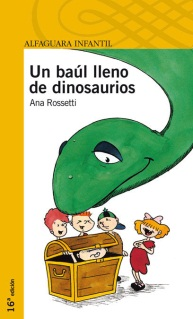 ALFAGUARA INFANTIL
Un baúl lleno
de dinosaurios
Ana Rossetti
16ª edición